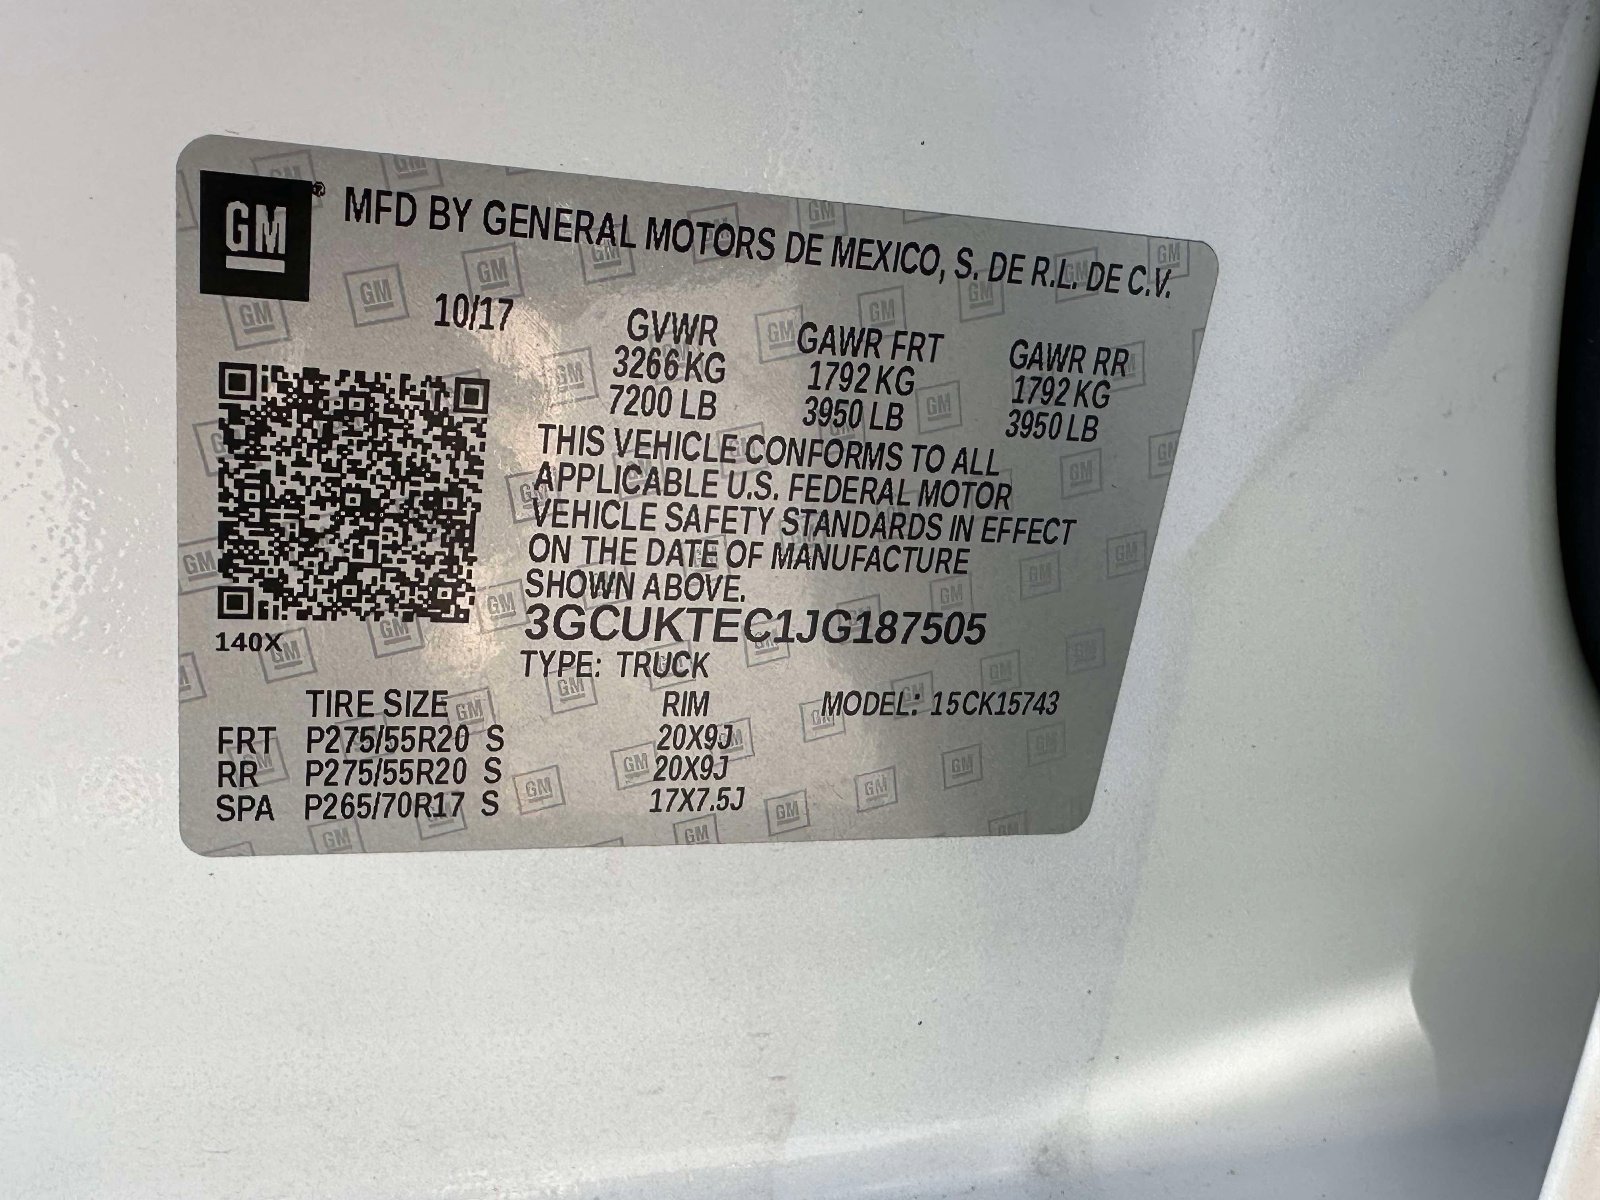 GM® MFD BY GENERAL MOTORS DE MEXICO, S. DE R.L. DE C.V.
10/17 GVWR GAWR FRT GAWR RR
3266 KG 1792 KG 1792 KG
7200 LB 3950 LB 3950 LB
THIS VEHICLE CONFORMS TO ALL
APPLICABLE U.S. FEDERAL MOTOR
VEHICLE SAFETY STANDARDS IN EFFECT
ON THE DATE OF MANUFACTURE
SHOWN ABOVE.
3GCUKTEC1JG187505
140X
TYPE: TRUCK
TIRE SIZE RIM MODEL: 15CK15743
FRT P275/55R20 S 20X9J
RR P275/55R20 S 20X9J
SPA P265/70R17 S 17X7.5J